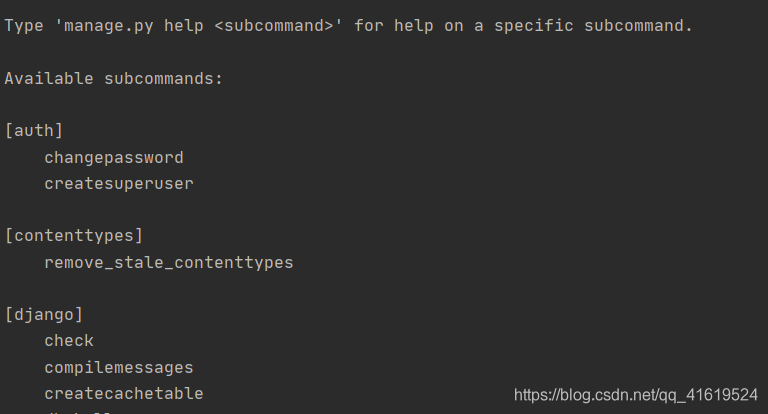 Type 'manage.py help <subcommand>' for help on a specific subcommand.
Available subcommands:
[auth]
changepassword
createsuperuser
[contenttypes]
remove_stale_contenttypes
[django]
check
compilemessages
createcachetable
https://blog.csdn.net/qq_41619524